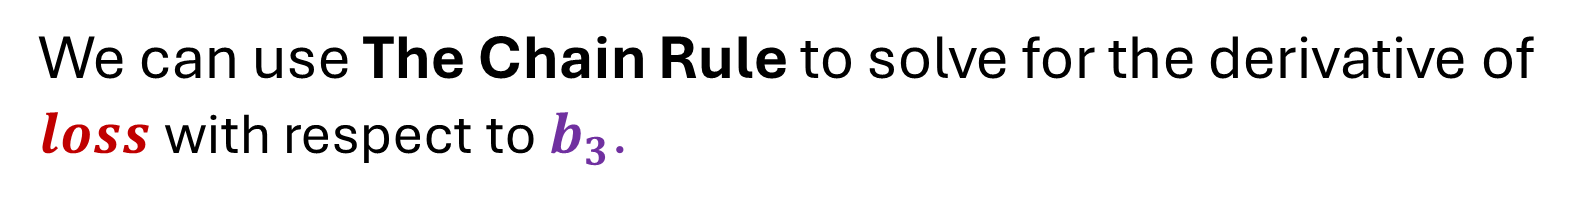 We can use The Chain Rule to solve for the derivative of
loss with respect to b₃.